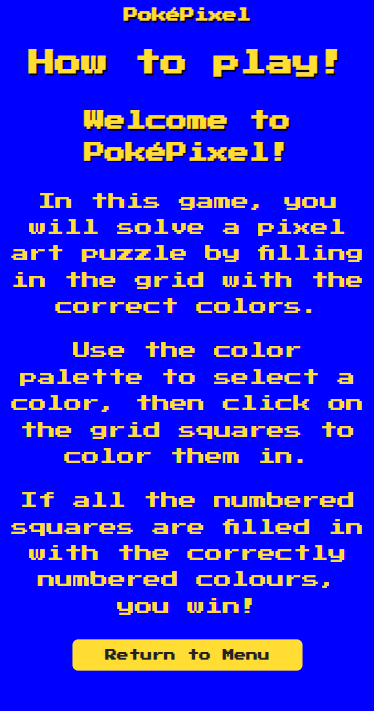 PokéPixel
How to play!
Welcome to
PokéPixel!
In this game, you
will solve a pixel
art puzzle by filling
in the grid with the
correct colors.
Use the color
palette to select a
color, then click on
the grid squares to
color them in.
If all the numbered
squares are filled in
with the correctly
numbered colours,
you win!
Return to Menu